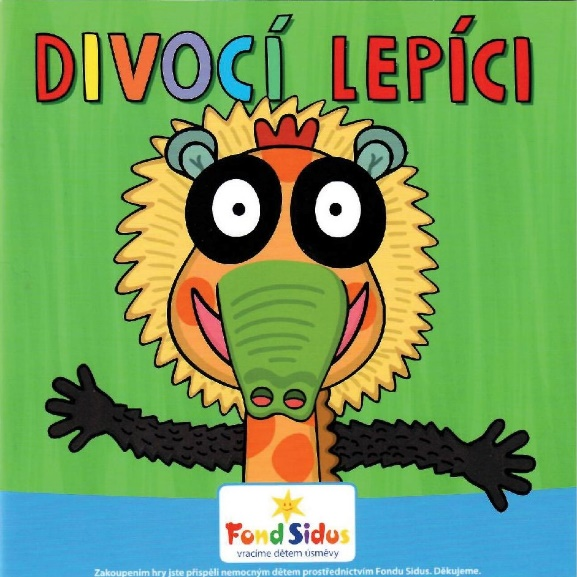 DIVOCÍ LEPÍCI
Fond Sidus
vracíme dětem úsměvy
Zakoupením hry jste přispěli nemocným dětem prostřednictvím Fondu Sidus. Děkujeme.